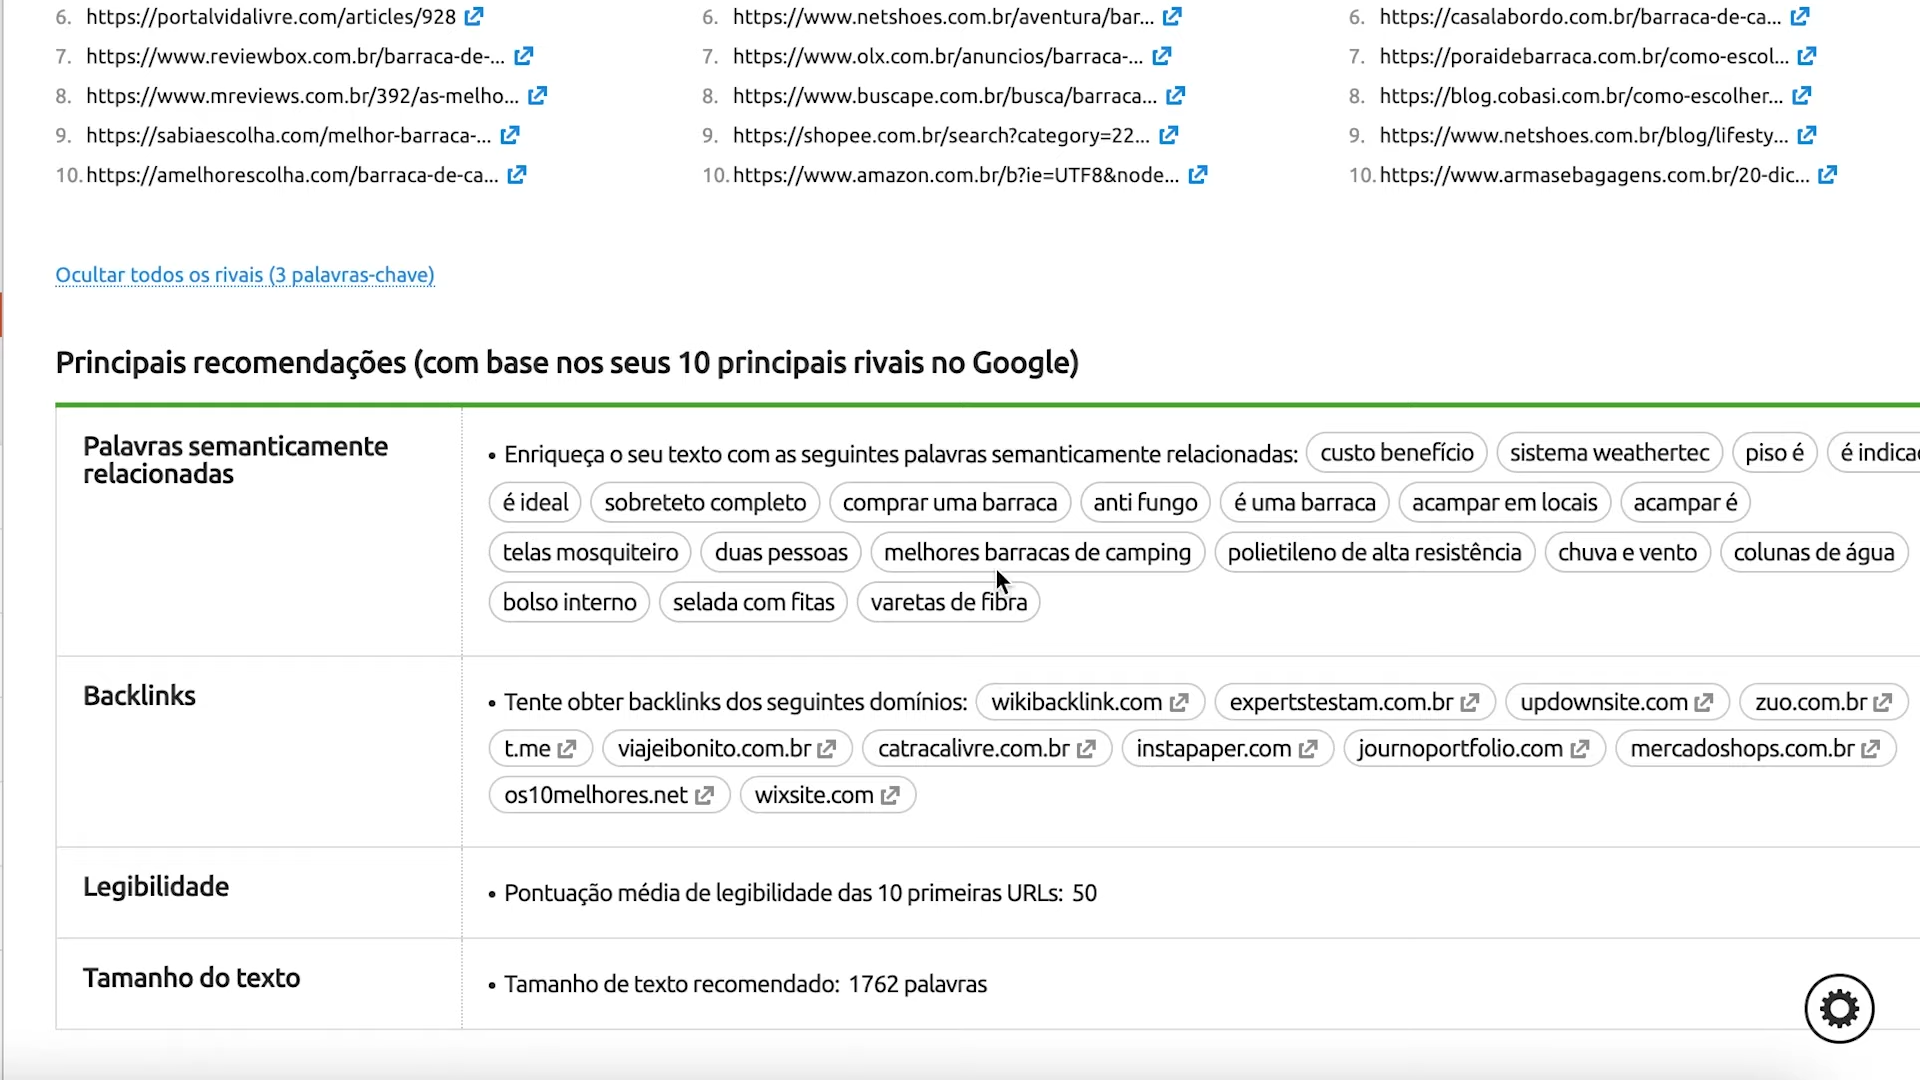 6. https://portalvidalivre.com/articles/928
7. https://www.reviewbox.com.br/barraca-de-...
8. https://www.mreviews.com.br/392/as-melho...
9. https://sabiaescolha.com/melhor-barraca-...
10. https://amelhorescolha.com/barraca-de-ca...
6. https://www.netshoes.com.br/aventura/bar...
7. https://www.olx.com.br/anuncios/barraca-...
8. https://www.buscape.com.br/busca/barraca...
9. https://shopee.com.br/search?category=22...
10. https://www.amazon.com.br/b?ie=UTF8&node...
6. https://casalabordo.com.br/barraca-de-ca...
7. https://poraidebarraca.com.br/como-escol...
8. https://blog.cobasi.com.br/como-escolher...
9. https://www.netshoes.com.br/blog/lifesty...
10. https://www.armasebagagens.com.br/20-dic...
Ocultar todos os rivais (3 palavras-chave)
Principais recomendações (com base nos seus 10 principais rivais no Google)
Palavras semanticamente
relacionadas
• Enriqueça o seu texto com as seguintes palavras semanticamente relacionadas: custo benefício sistema weathertec piso é é indica
é ideal sobreteto completo comprar uma barraca anti fungo é uma barraca acampar em locais acampar é
telas mosquiteiro duas pessoas melhores barracas de camping polietileno de alta resistência chuva e vento colunas de água
bolso interno selada com fitas varetas de fibra
Backlinks
• Tente obter backlinks dos seguintes domínios: wikibacklink.com expertstestam.com.br updownsite.com zuo.com.br
t.me viajeibonito.com.br catracalivre.com.br instapaper.com journoportfolio.com mercadoshops.com.br
os10melhores.net wixsite.com
Legibilidade
• Pontuação média de legibilidade das 10 primeiras URLs: 50
Tamanho do texto
• Tamanho de texto recomendado: 1762 palavras